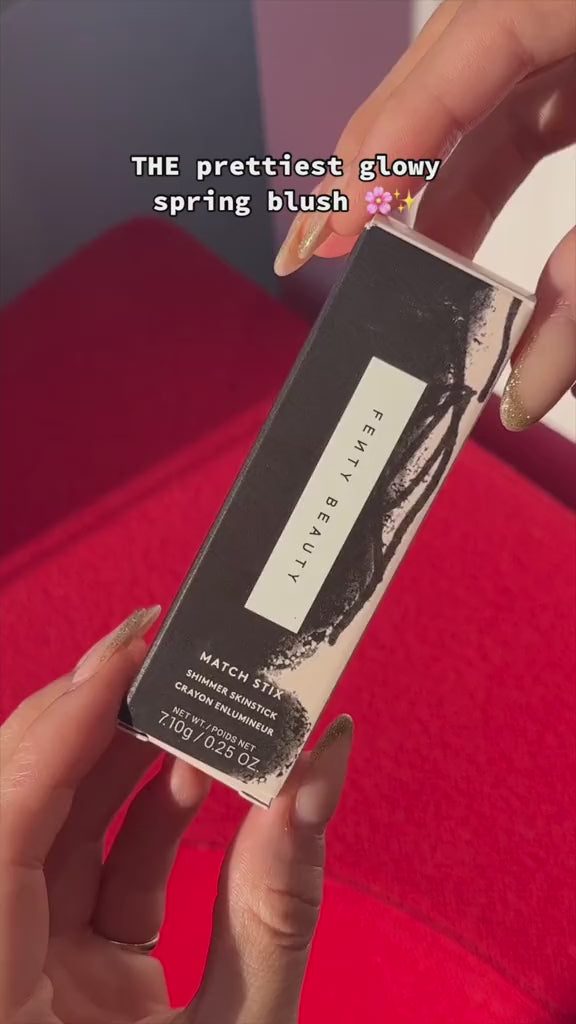 THE prettiest glowy
spring blush 🌸✨
FENTY BEAUTY
MATCH STIX
SHIMMER SKINSTICK
CRAYON ENLUMINEUR
NET WT./POIDS NET
7.10g/0.25 OZ.